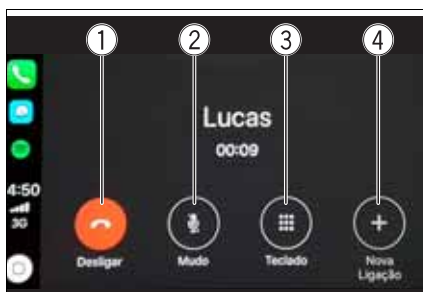 1 2 3 4
Lucas
00:09
4:50
3G
Desligar
Mudo
Teclado
Nova
Ligação